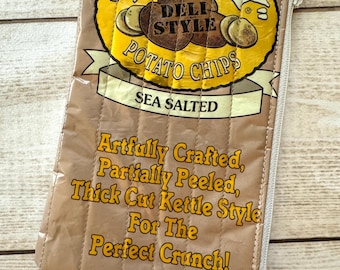 DELI
STYLE
POTATO CHIPS
SEA SALTED
Artfully Crafted,
Partially Peeled,
Thick Cut Kettle Style
For The
Perfect Crunch!